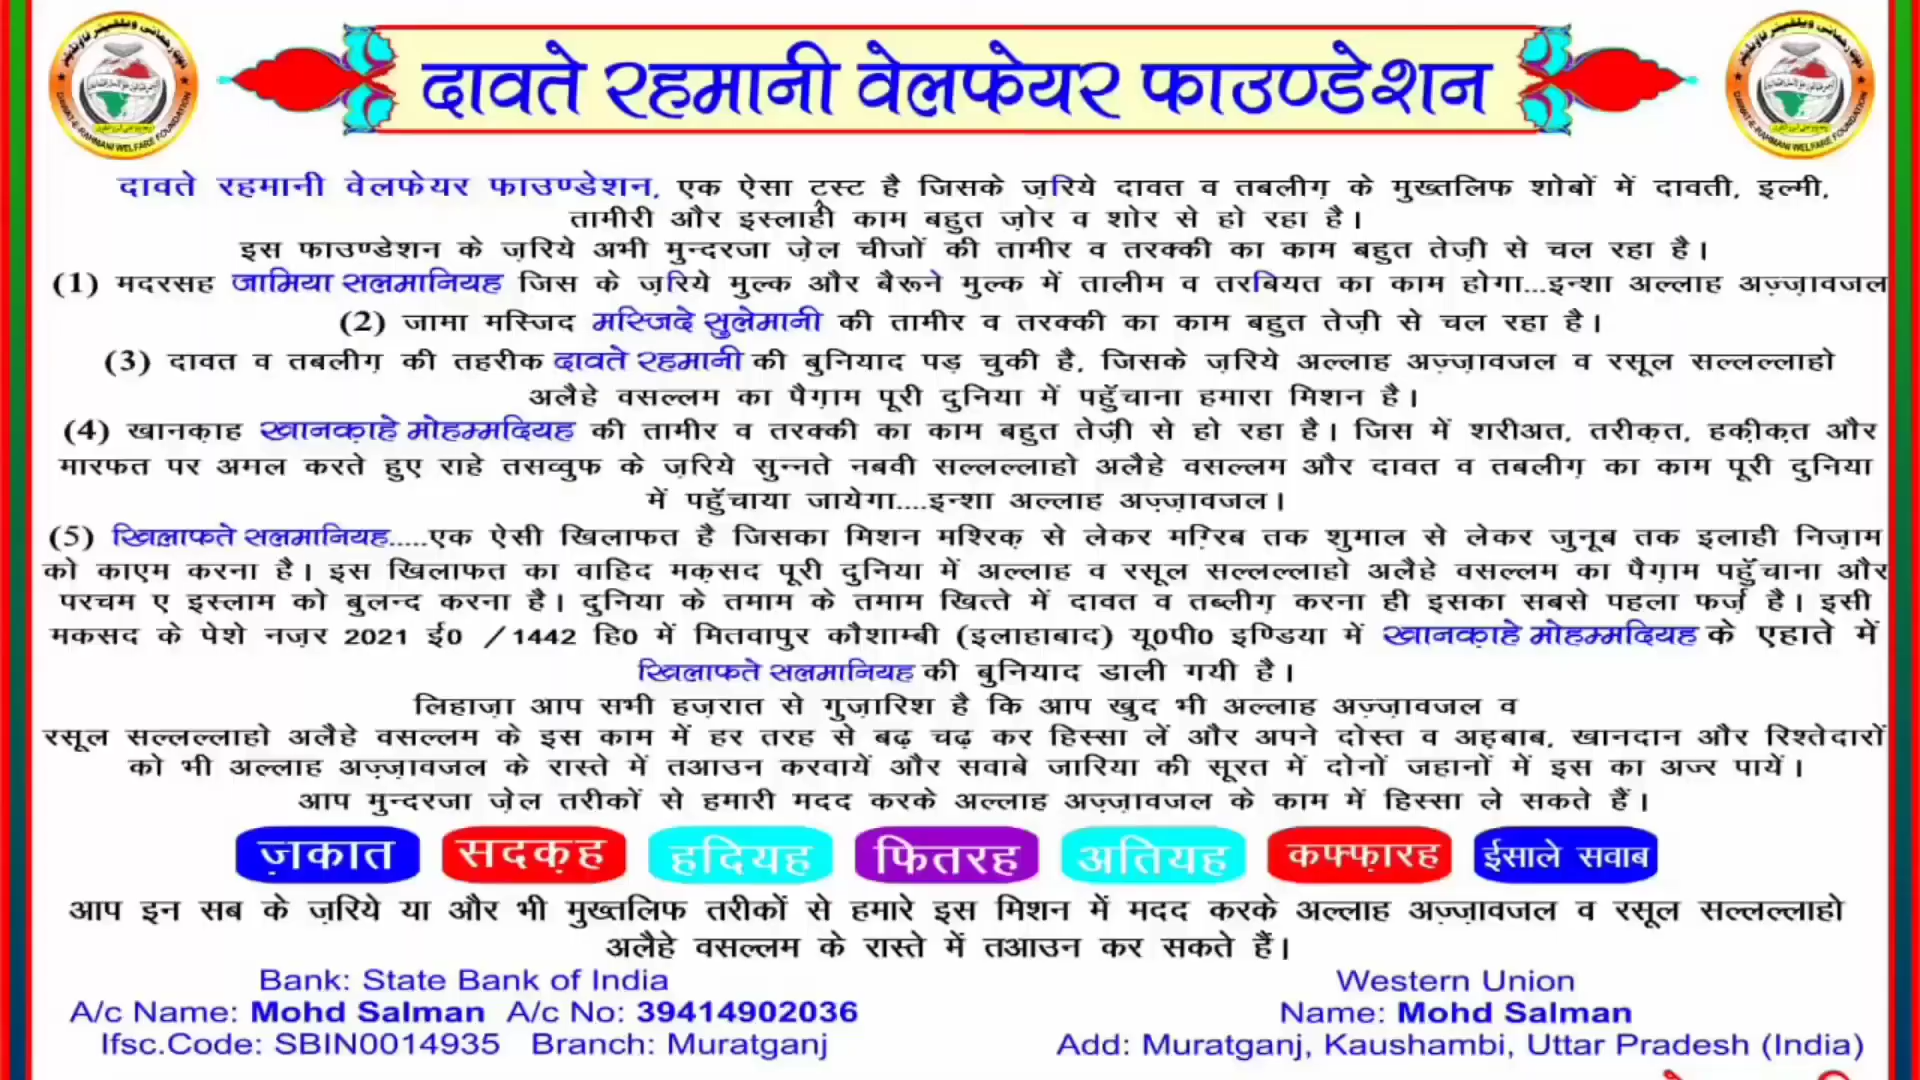 दावते रहमानी वेलफेयर फाउण्डेशन
दावते रहमानी वेलफेयर फाउण्डेशन, एक ऐसा ट्रस्ट है जिसके ज़रिये दावत व तबलीग़ के मुख्तलिफ शोबों में दावती, इल्मी,
तामीरी और इस्लाही काम बहुत ज़ोर व शोर से हो रहा है।
इस फाउण्डेशन के ज़रिये अभी मुन्दरजा ज़ेल चीजों की तामीर व तरक्की का काम बहुत तेज़ी से चल रहा है।
(1) मदरसह जामिया सलमानियह जिस के ज़रिये मुल्क और बैरूने मुल्क में तालीम व तरबियत का काम होगा...इन्शा अल्लाह अज़्ज़ावजल
(2) जामा मस्जिद मस्जिदे सुलेमानी की तामीर व तरक्की का काम बहुत तेज़ी से चल रहा है।
(3) दावत व तबलीग़ की तहरीक दावते रहमानी की बुनियाद पड़ चुकी है, जिसके ज़रिये अल्लाह अज़्ज़ावजल व रसूल सल्लल्लाहो
अलैहे वसल्लम का पैग़ाम पूरी दुनिया में पहुँचाना हमारा मिशन है।
(4) खानक़ाह खानक़ाहे मोहम्मदियह की तामीर व तरक्की का काम बहुत तेज़ी से हो रहा है। जिस में शरीअत, तरीक़त, हक़ीक़त और
मारफत पर अमल करते हुए राहे तसव्वुफ के ज़रिये सुन्नते नबवी सल्लल्लाहो अलैहे वसल्लम और दावत व तबलीग़ का काम पूरी दुनिया
में पहुँचाया जायेगा....इन्शा अल्लाह अज़्ज़ावजल।
(5) खिलाफते सलमानियह.....एक ऐसी खिलाफत है जिसका मिशन मश्रिक़ से लेकर मग़्रिब तक शुमाल से लेकर जुनूब तक इलाही निज़ाम
को काएम करना है। इस खिलाफत का वाहिद मक़सद पूरी दुनिया में अल्लाह व रसूल सल्लल्लाहो अलैहे वसल्लम का पैग़ाम पहुँचाना और
परचम ए इस्लाम को बुलन्द करना है। दुनिया के तमाम के तमाम खित्ते में दावत व तब्लीग़ करना ही इसका सबसे पहला फर्ज़ है। इसी
मकसद के पेशे नज़र 2021 ई0 /1442 हि0 में मितवापुर कौशाम्बी (इलाहाबाद) यू0पी0 इण्डिया में खानक़ाहे मोहम्मदियह के एहाते में
खिलाफते सलमानियह की बुनियाद डाली गयी है।
लिहाज़ा आप सभी हज़रात से गुज़ारिश है कि आप खुद भी अल्लाह अज़्ज़ावजल व
रसूल सल्लल्लाहो अलैहे वसल्लम के इस काम में हर तरह से बढ़ चढ़ कर हिस्सा लें और अपने दोस्त व अह़बाब, खानदान और रिश्तेदारों
को भी अल्लाह अज़्ज़ावजल के रास्ते में तआउन करवायें और सवाबे जारिया की सूरत में दोनों जहानों में इस का अज्र पायें।
आप मुन्दरजा ज़ेल तरीकों से हमारी मदद करके अल्लाह अज़्ज़ावजल के काम में हिस्सा ले सकते हैं।
ज़कात सदक़ह हदियह फितरह अतियह कफ्फ़ारह ईसाले सवाब
आप इन सब के ज़रिये या और भी मुख्तलिफ तरीकों से हमारे इस मिशन में मदद करके अल्लाह अज़्ज़ावजल व रसूल सल्लल्लाहो
अलैहे वसल्लम के रास्ते में तआउन कर सकते हैं।
Bank: State Bank of India
A/c Name: Mohd Salman A/c No: 39414902036
Ifsc.Code: SBIN0014935 Branch: Muratganj
Western Union
Name: Mohd Salman
Add: Muratganj, Kaushambi, Uttar Pradesh (India)
DAWAT-E-RAHMANI WELFARE FOUNDATION
DAWAT-E-RAHMANI WELFARE FOUNDATION